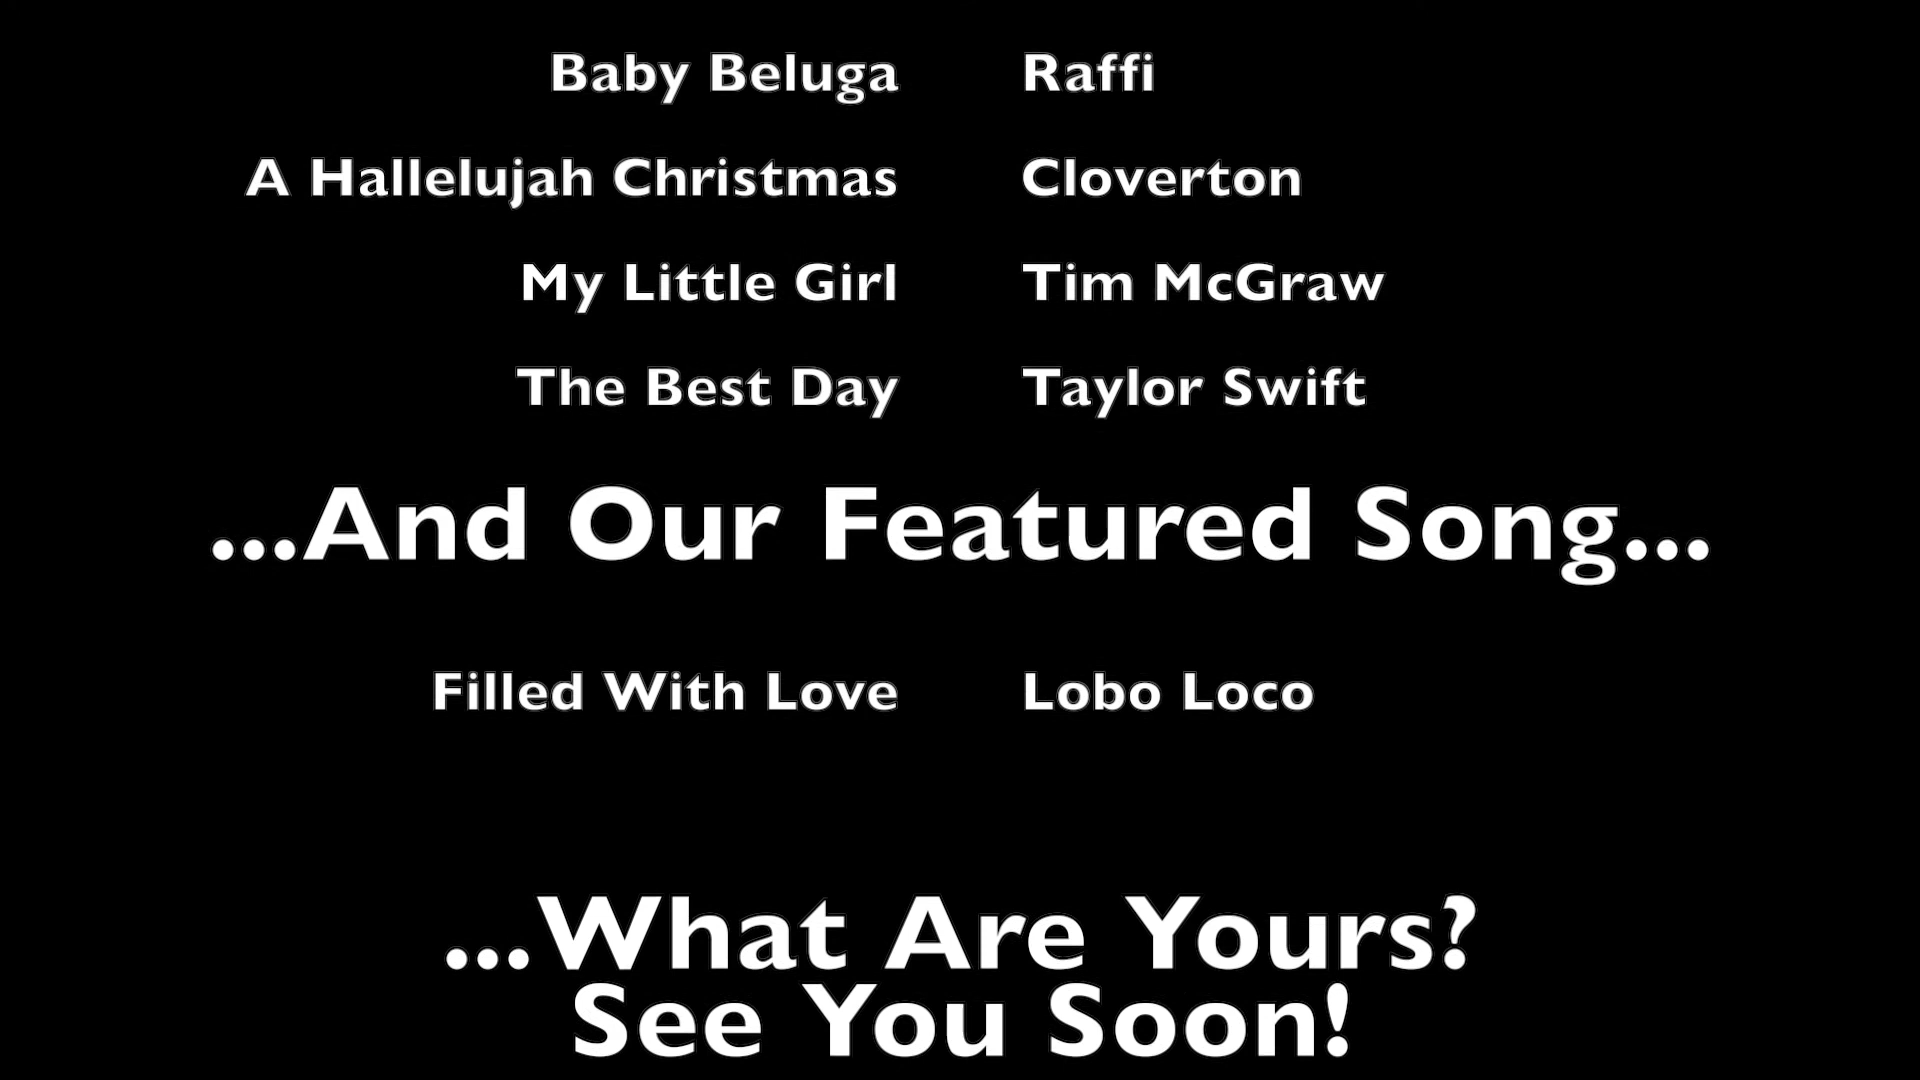 Baby Beluga Raffi
A Hallelujah Christmas Cloverton
My Little Girl Tim McGraw
The Best Day Taylor Swift
...And Our Featured Song...
Filled With Love Lobo Loco
...What Are Yours?
See You Soon!